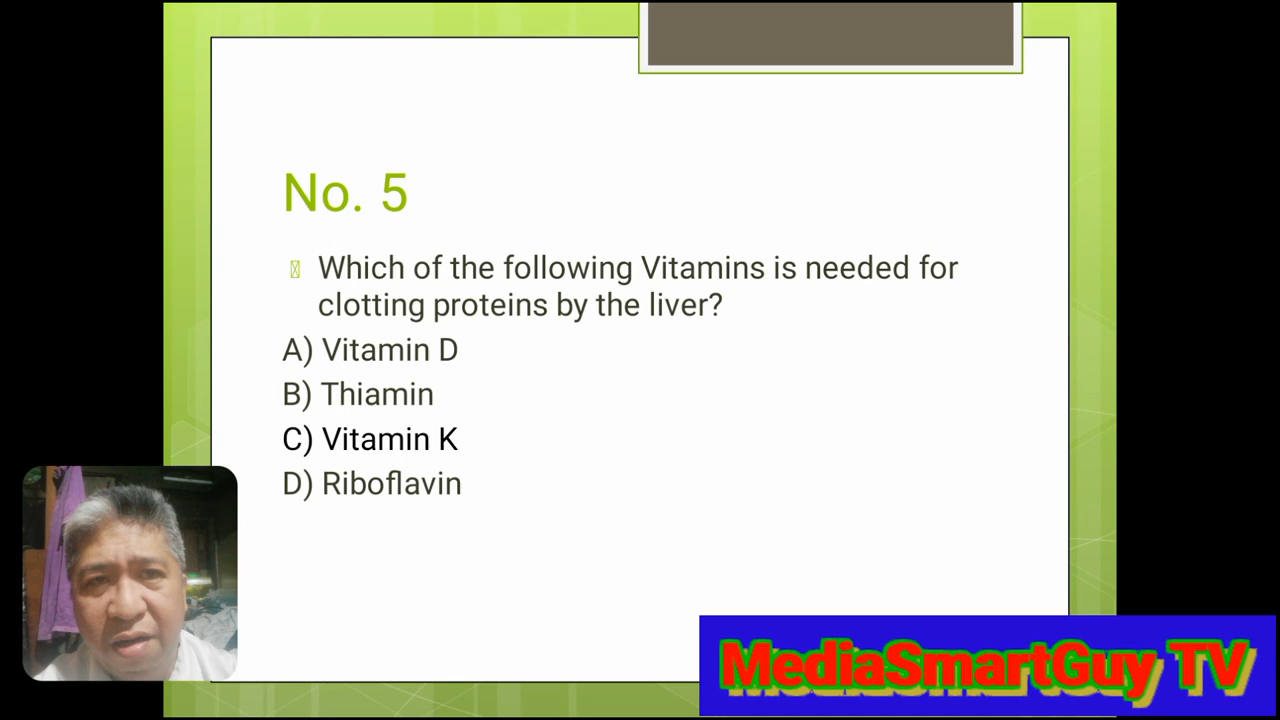 No. 5
Which of the following Vitamins is needed for
clotting proteins by the liver?
A) Vitamin D
B) Thiamin
C) Vitamin K
D) Riboflavin
MediaSmartGuy TV